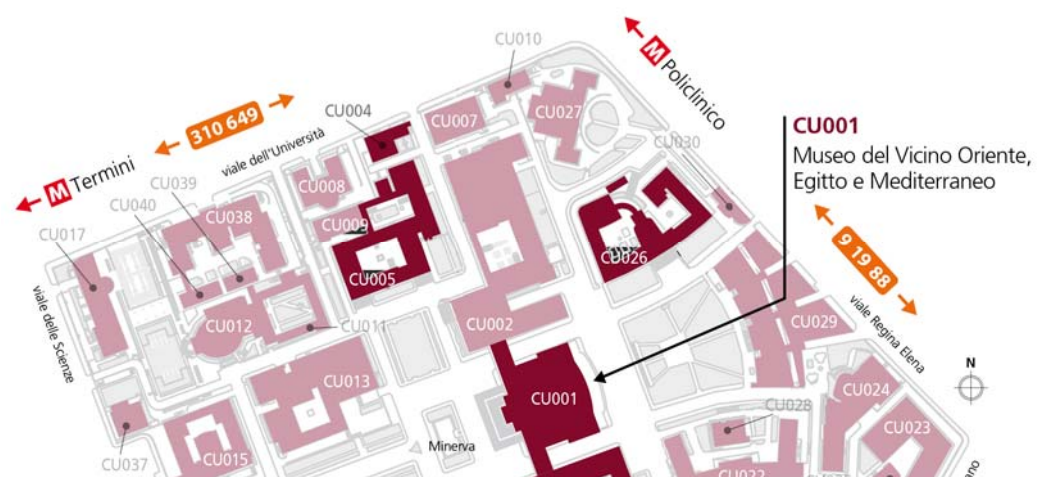 CU010
M Policlinico
310 649
CU004
CU007
CU027
CU001
Museo del Vicino Oriente,
Egitto e Mediterraneo
viale dell'Università
CU030
M Termini
CU039
CU040
CU008
CU038
CU009
CU017
9 19 88
CU026
CU005
viale delle Scienze
CU012
CU011
CU002
CU029
viale Regina Elena
N
CU013
CU024
CU001
CU028
CU023
Minerva
CU037
CU015